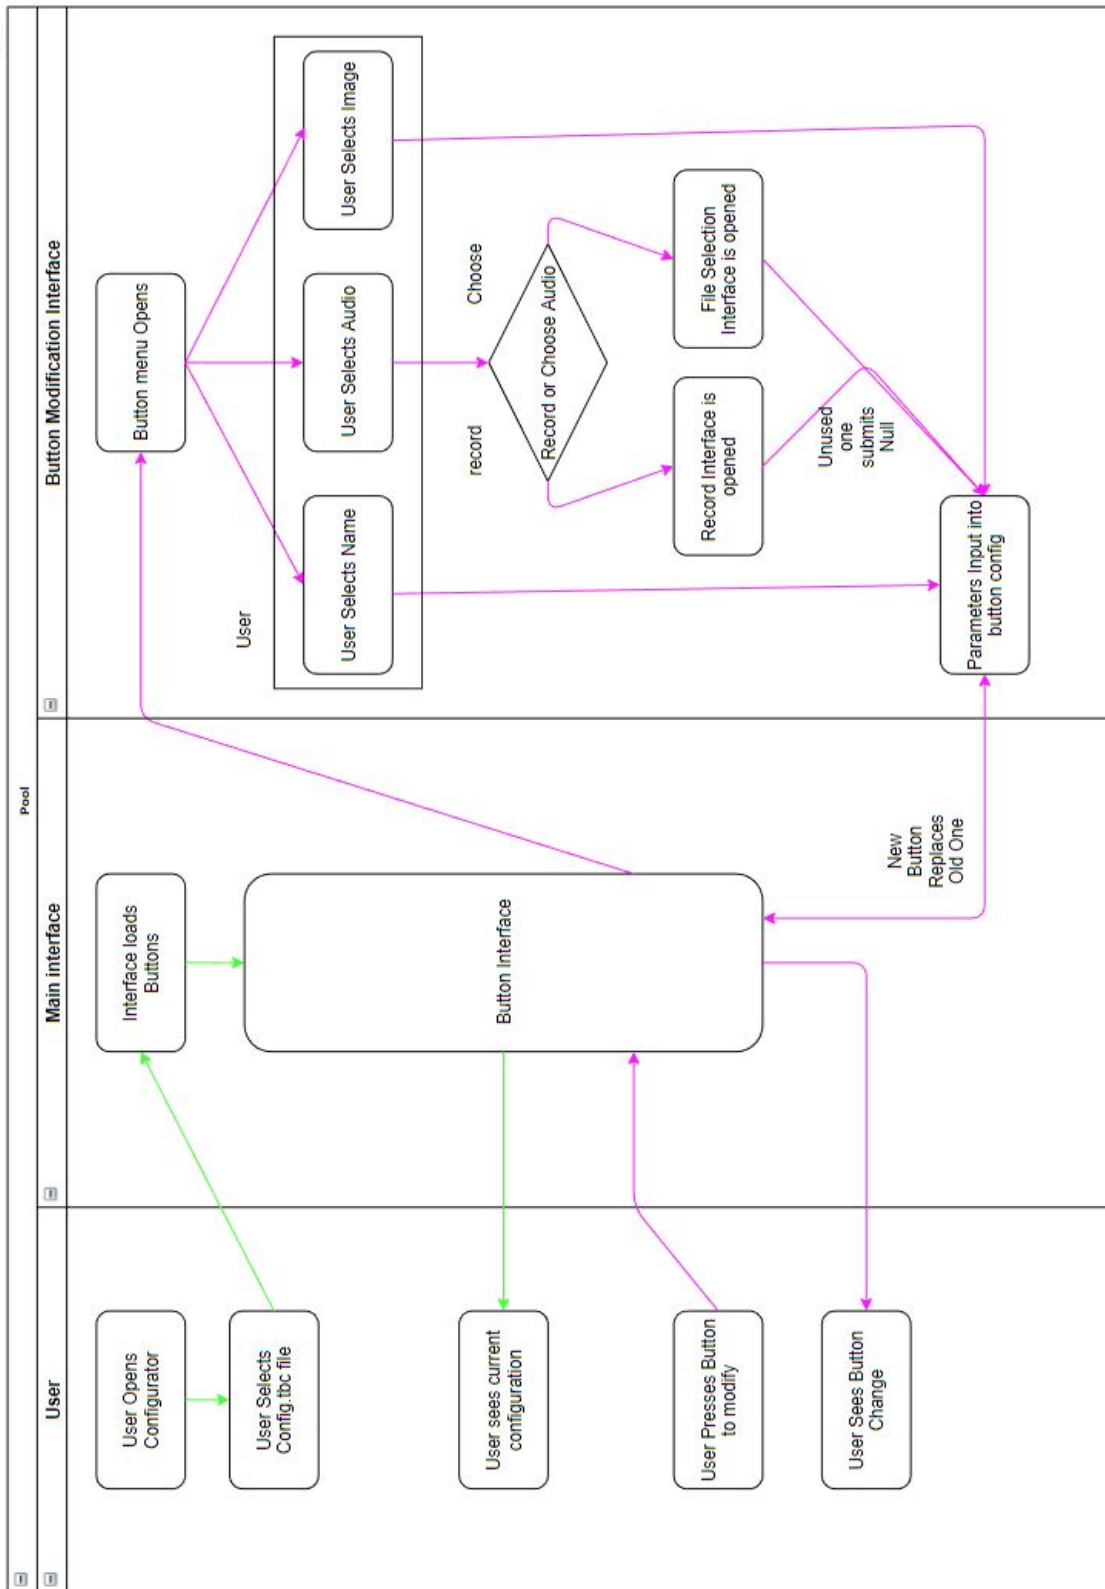 Pool
User
Main interface
Button Modification Interface
User Opens
Configurator
User Selects
Config.tbc file
User sees current
configuration
User Presses Button
to modify
User Sees Button
Change
Interface loads
Buttons
Button Interface
New
Button
Replaces
Old One
Button menu Opens
User
User Selects Name
User Selects Audio
User Selects Image
record
Choose
Record or Choose Audio
Record Interface is
opened
File Selection
Interface is opened
Unused
one
submits
Null
Parameters Input into
button config